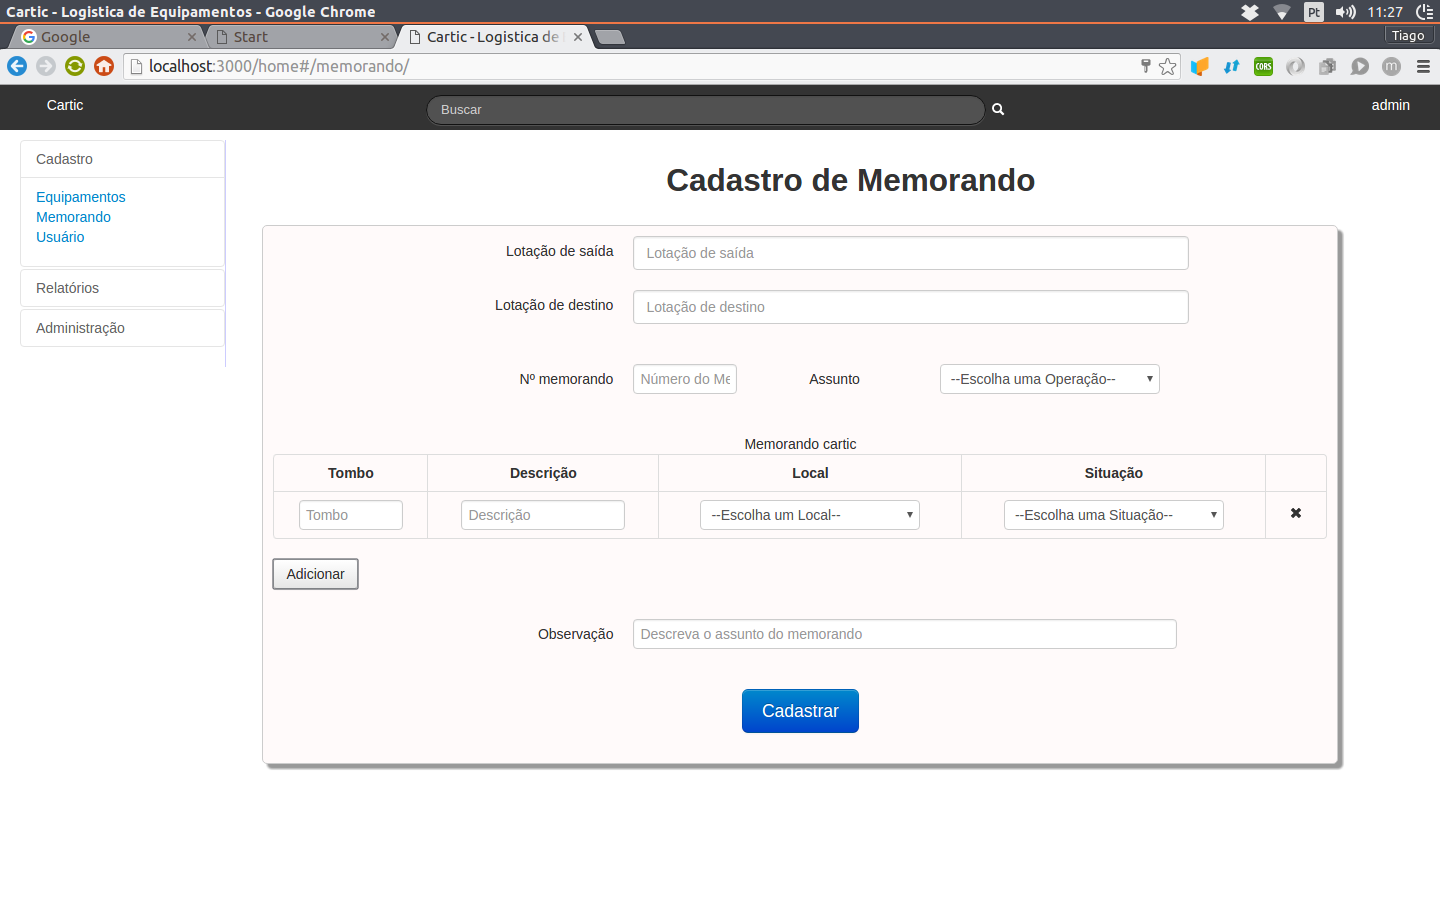 Cartic - Logistica de Equipamentos - Google Chrome
Pt
11:27
Google
Start
Cartic - Logistica de
Tiago
localhost:3000/home#/memorando/
CORS
m
Cartic
Buscar
admin
Cadastro
Equipamentos
Memorando
Usuário
Relatórios
Administração
Cadastro de Memorando
Lotação de saída
Lotação de saída
Lotação de destino
Lotação de destino
Nº memorando
Número do Me
Assunto
--Escolha uma Operação--
Memorando cartic
Tombo Descrição Local Situação
Tombo
Descrição
--Escolha um Local--
--Escolha uma Situação--
Adicionar
Observação
Descreva o assunto do memorando
Cadastrar